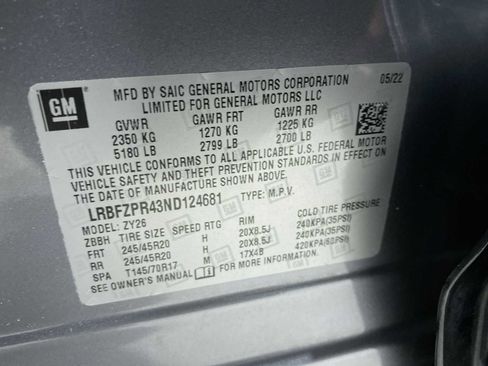 GM
MFD BY SAIC GENERAL MOTORS CORPORATION 05/22
LIMITED FOR GENERAL MOTORS LLC
GVWR GAWR FRT GAWR RR
2350 KG 1270 KG 1225 KG
5180 LB 2799 LB 2700 LB
THIS VEHICLE CONFORMS TO ALL APPLICABLE U.S. FEDERAL MOTOR
VEHICLE SAFETY AND THEFT PREVENTION STANDARDS IN EFFECT ON
THE DATE OF MANUFACTURE SHOWN ABOVE.
LRBFZPR43ND124681 TYPE: M.P.V.
MODEL: ZY26
ZBBH TIRE SIZE SPEED RTG RIM COLD TIRE PRESSURE
FRT 245/45R20 H 20X8.5J 240KPA(35PSI)
RR 245/45R20 H 20X8.5J 240KPA(35PSI)
SPA T145/70R17 M 17X4B 420KPA(60PSI)
SEE OWNER'S MANUAL FOR MORE INFORMATION